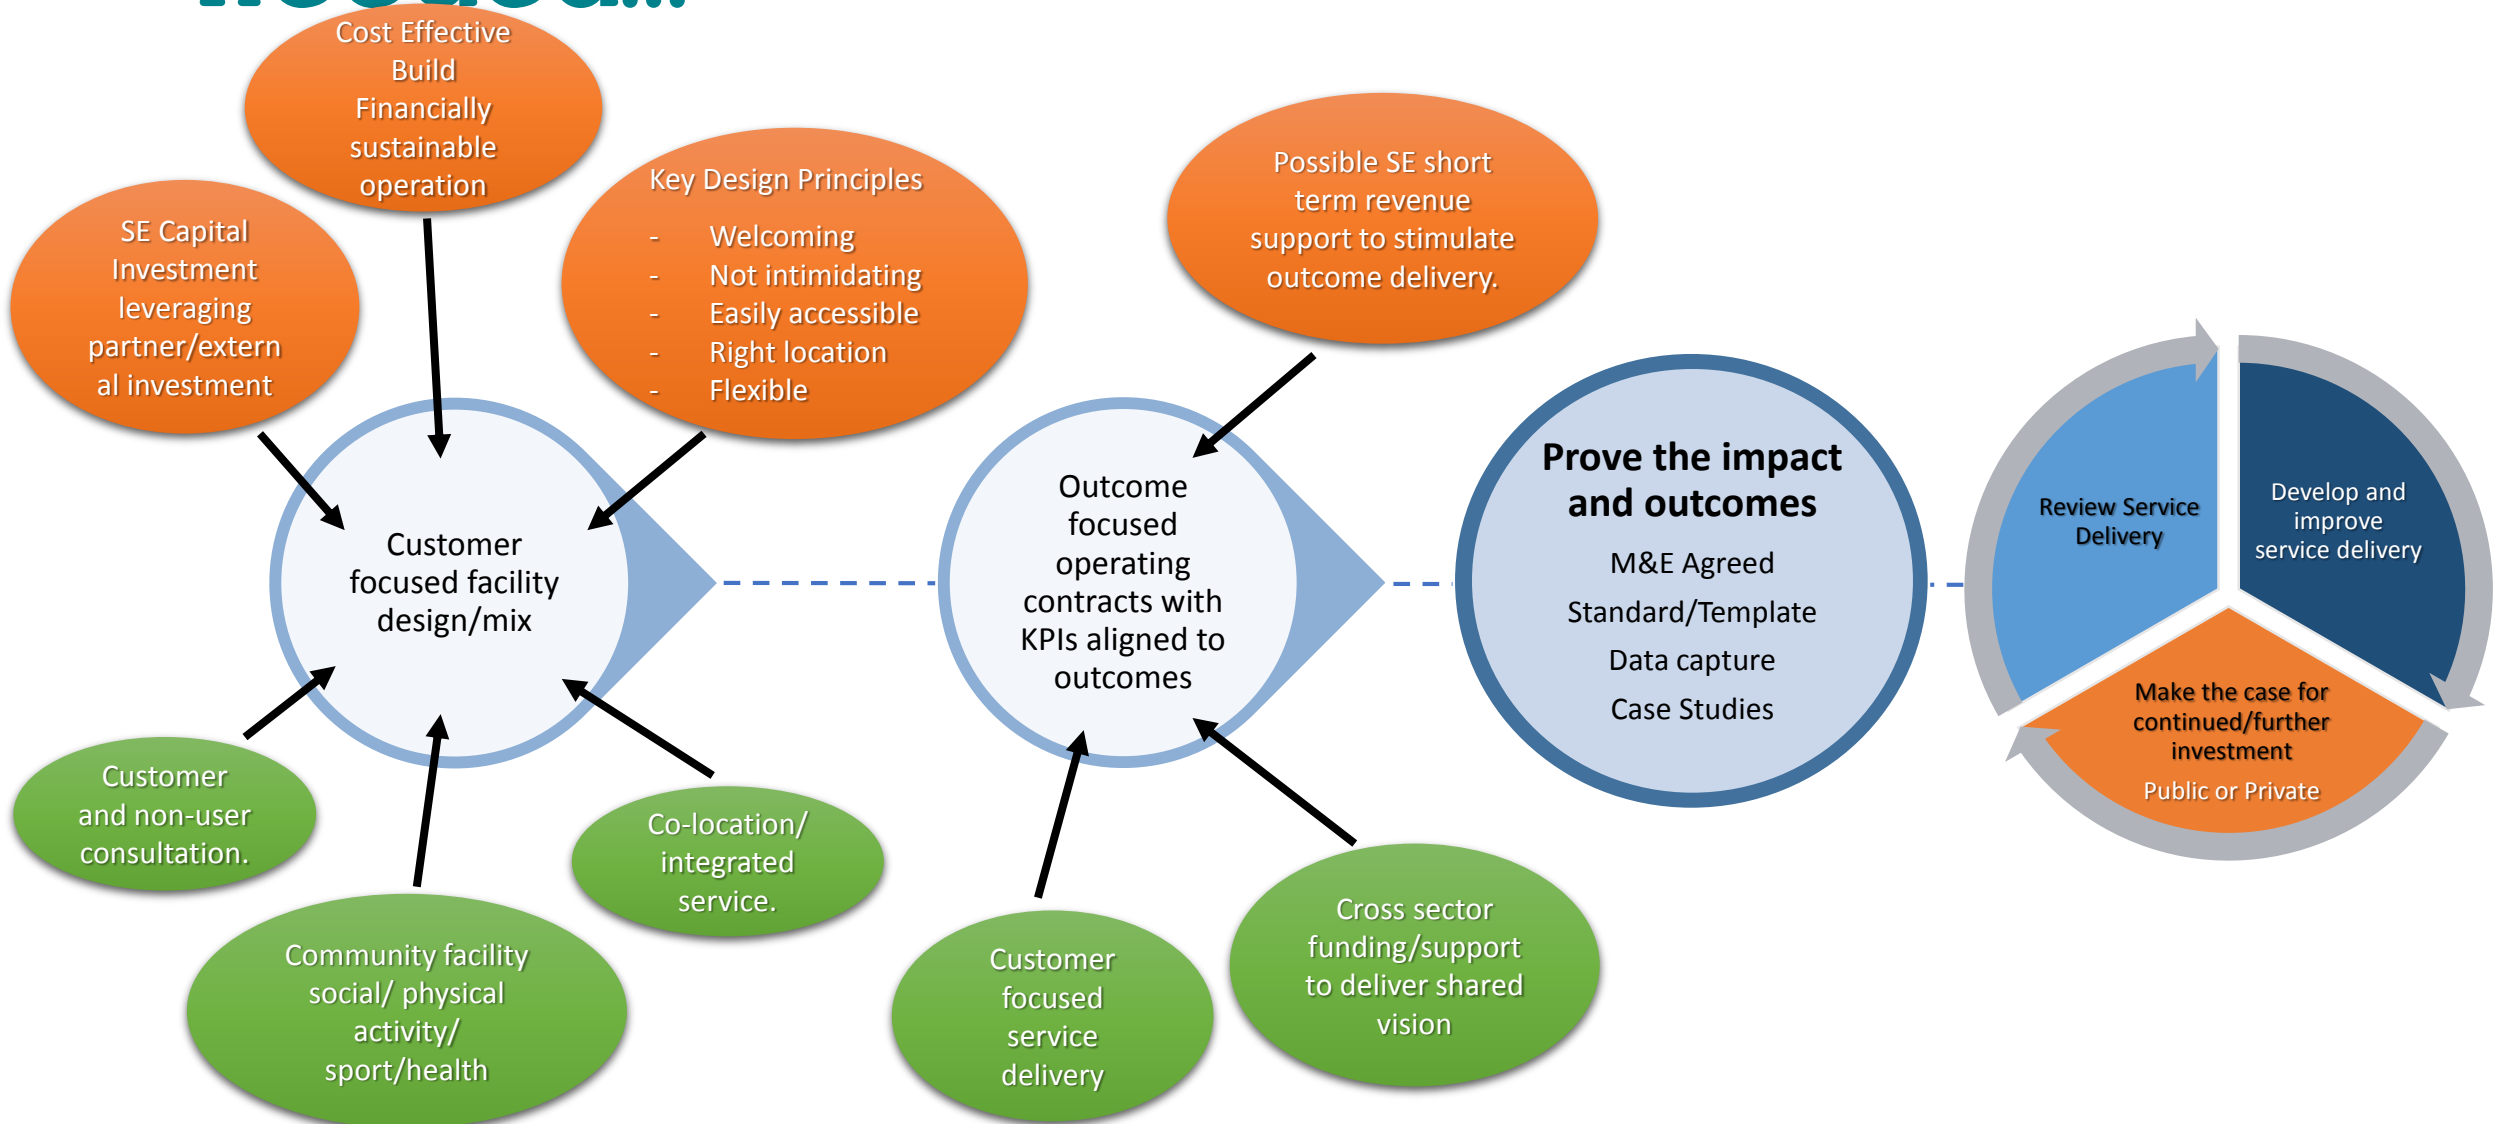 Cost Effective
Build
Financially
sustainable
operation
SE Capital
Investment
leveraging
partner/extern
al investment
Key Design Principles
- Welcoming
- Not intimidating
- Easily accessible
- Right location
- Flexible
Possible SE short
term revenue
support to stimulate
outcome delivery.
Customer
focused facility
design/mix
Outcome
focused
operating
contracts with
KPIs aligned to
outcomes
Prove the impact
and outcomes
M&E Agreed
Standard/Template
Data capture
Case Studies
Review Service
Delivery
Develop and
improve
service delivery
Make the case for
continued/further
investment
Public or Private
Customer
and non-user
consultation.
Community facility
social/ physical
activity/
sport/health
Co-location/
integrated
service.
Customer
focused
service
delivery
Cross sector
funding/support
to deliver shared
vision